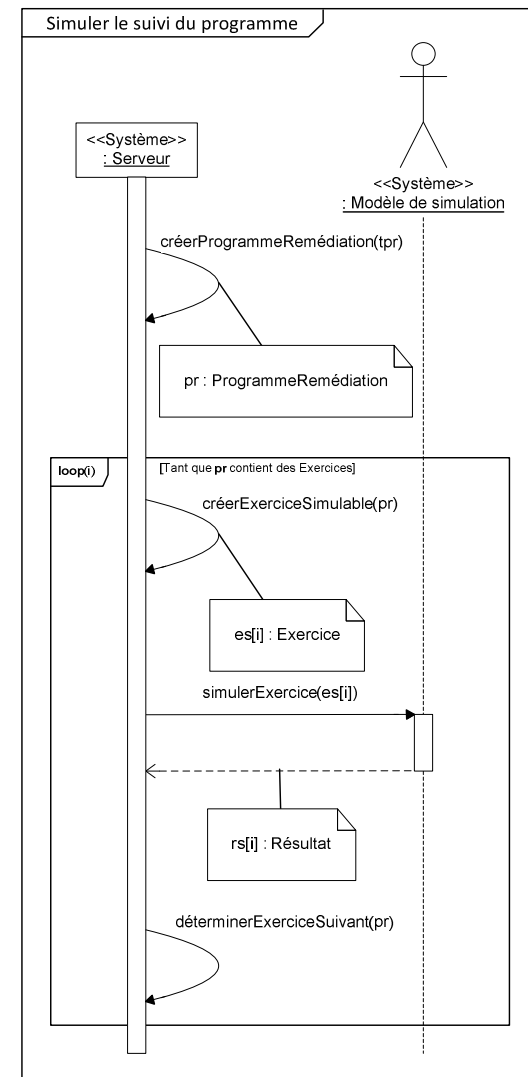 Simuler le suivi du programme
<<Système>>
: Serveur
<<Système>>
: Modèle de simulation
créerProgrammeRemédiation(tpr)
pr : ProgrammeRemédiation
loop(i)
[Tant que pr contient des Exercices]
créerExerciceSimulable(pr)
es[i] : Exercice
simulerExercice(es[i])
rs[i] : Résultat
déterminerExerciceSuivant(pr)